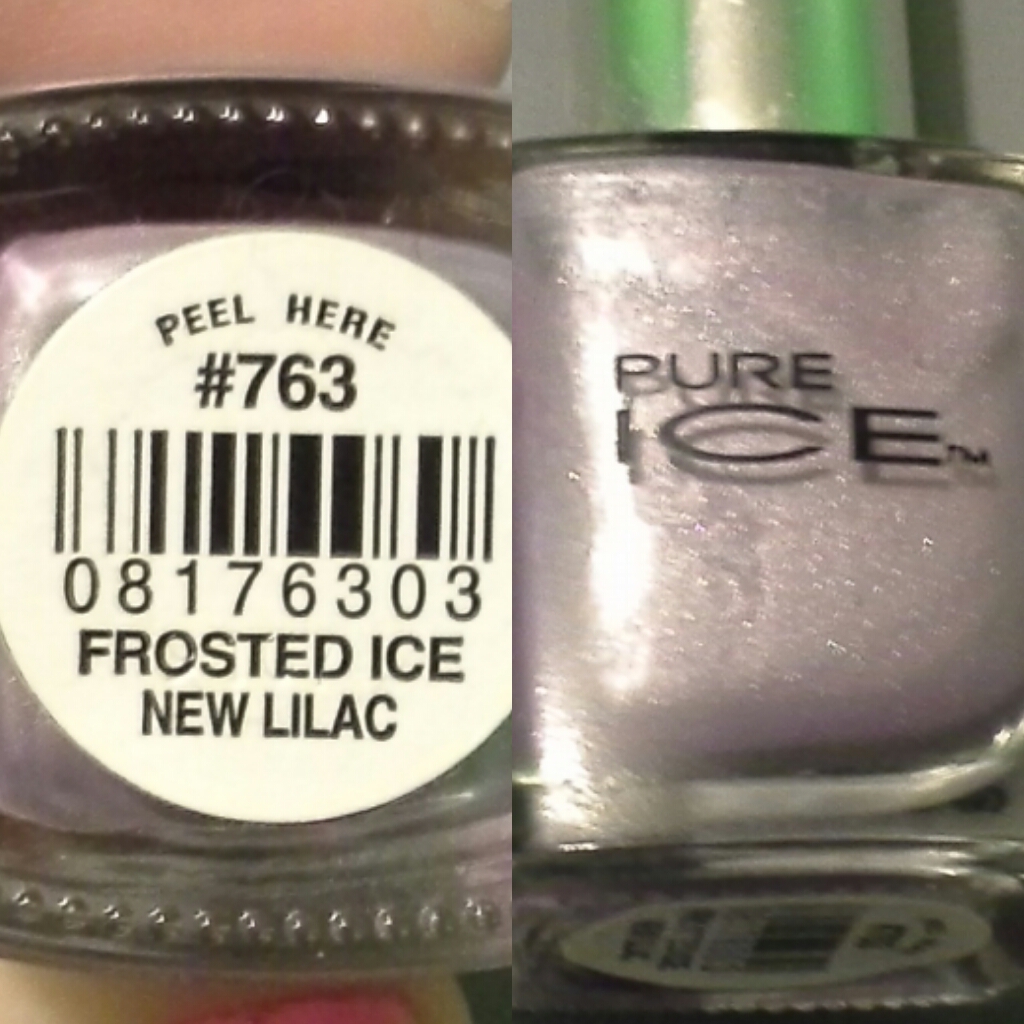 PEEL HERE
#763
08176303
FROSTED ICE
NEW LILAC
PURE
ICE™